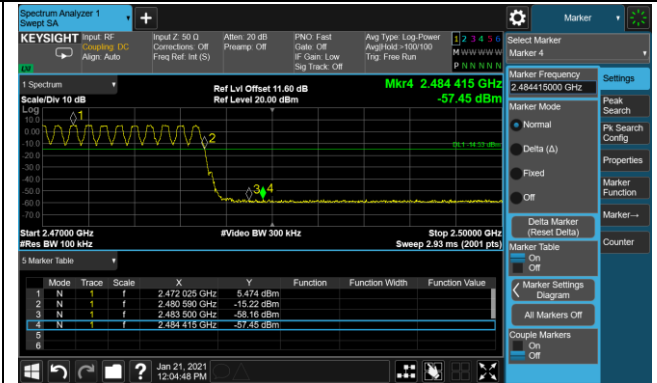 Spectrum Analyzer 1
Swept SA
+
Marker
KEYSIGHT
Input: RF
Coupling: DC
Align: Auto
Input Z: 50 Ω
Corrections: Off
Freq Ref: Int (S)
Atten: 20 dB
Preamp: Off
PNO: Fast
Gate: Off
IF Gain: Low
Sig Track: Off
Avg Type: Log-Power
Avg|Hold:>100/100
Trig: Free Run
1 2 3 4 5 6
M W W W W W
P N N N N N
LU
Select Marker
Marker 4
1 Spectrum
Scale/Div 10 dB
Log
Ref Lvl Offset 11.60 dB
Ref Level 20.00 dBm
Mkr4 2.484 415 GHz
-57.45 dBm
10.0
0.00
-10.0
-20.0
-30.0
-40.0
-50.0
-60.0
-70.0
1
2
3
4
DL1 -14.53 dBm
Start 2.47000 GHz
#Res BW 100 kHz
#Video BW 300 kHz
Stop 2.50000 GHz
Sweep 2.93 ms (2001 pts)
5 Marker Table
Mode Trace Scale X Y Function Function Width Function Value
1 N 1 f 2.472 025 GHz 5.474 dBm
2 N 1 f 2.480 590 GHz -15.22 dBm
3 N 1 f 2.483 500 GHz -58.16 dBm
4 N 1 f 2.484 415 GHz -57.45 dBm
5
6
Marker Frequency
2.484415000 GHz
Marker Mode
Normal
Delta (Δ)
Fixed
Off
Delta Marker
(Reset Delta)
Marker Table
On
Off
Marker Settings
Diagram
All Markers Off
Couple Markers
On
Off
Settings
Peak
Search
Pk Search
Config
Properties
Marker
Function
Marker→
Counter
?
Jan 21, 2021
12:04:48 PM